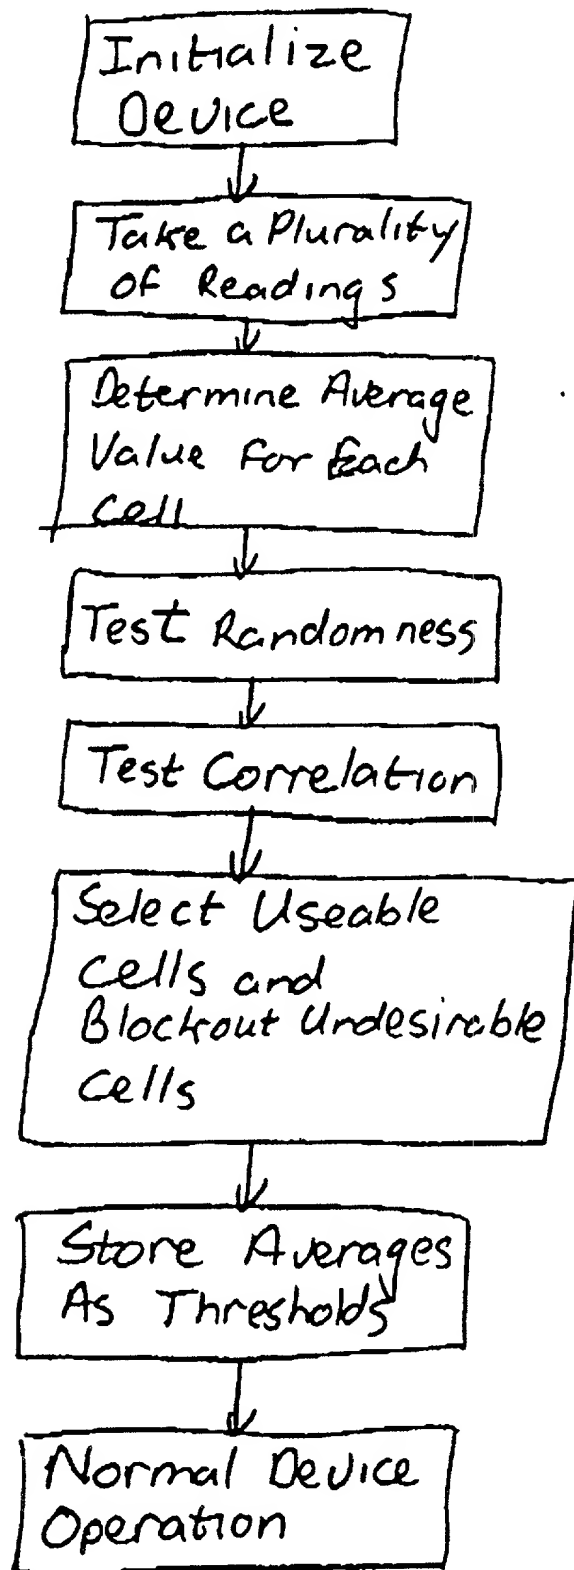 Initialize
Device
Take a Plurality
of Readings
Determine Average
Value for Each
Cell
Test Randomness
Test Correlation
Select Useable
Cells and
Blockout Undesirable
Cells
Store Averages
As Thresholds
Normal Device
Operation